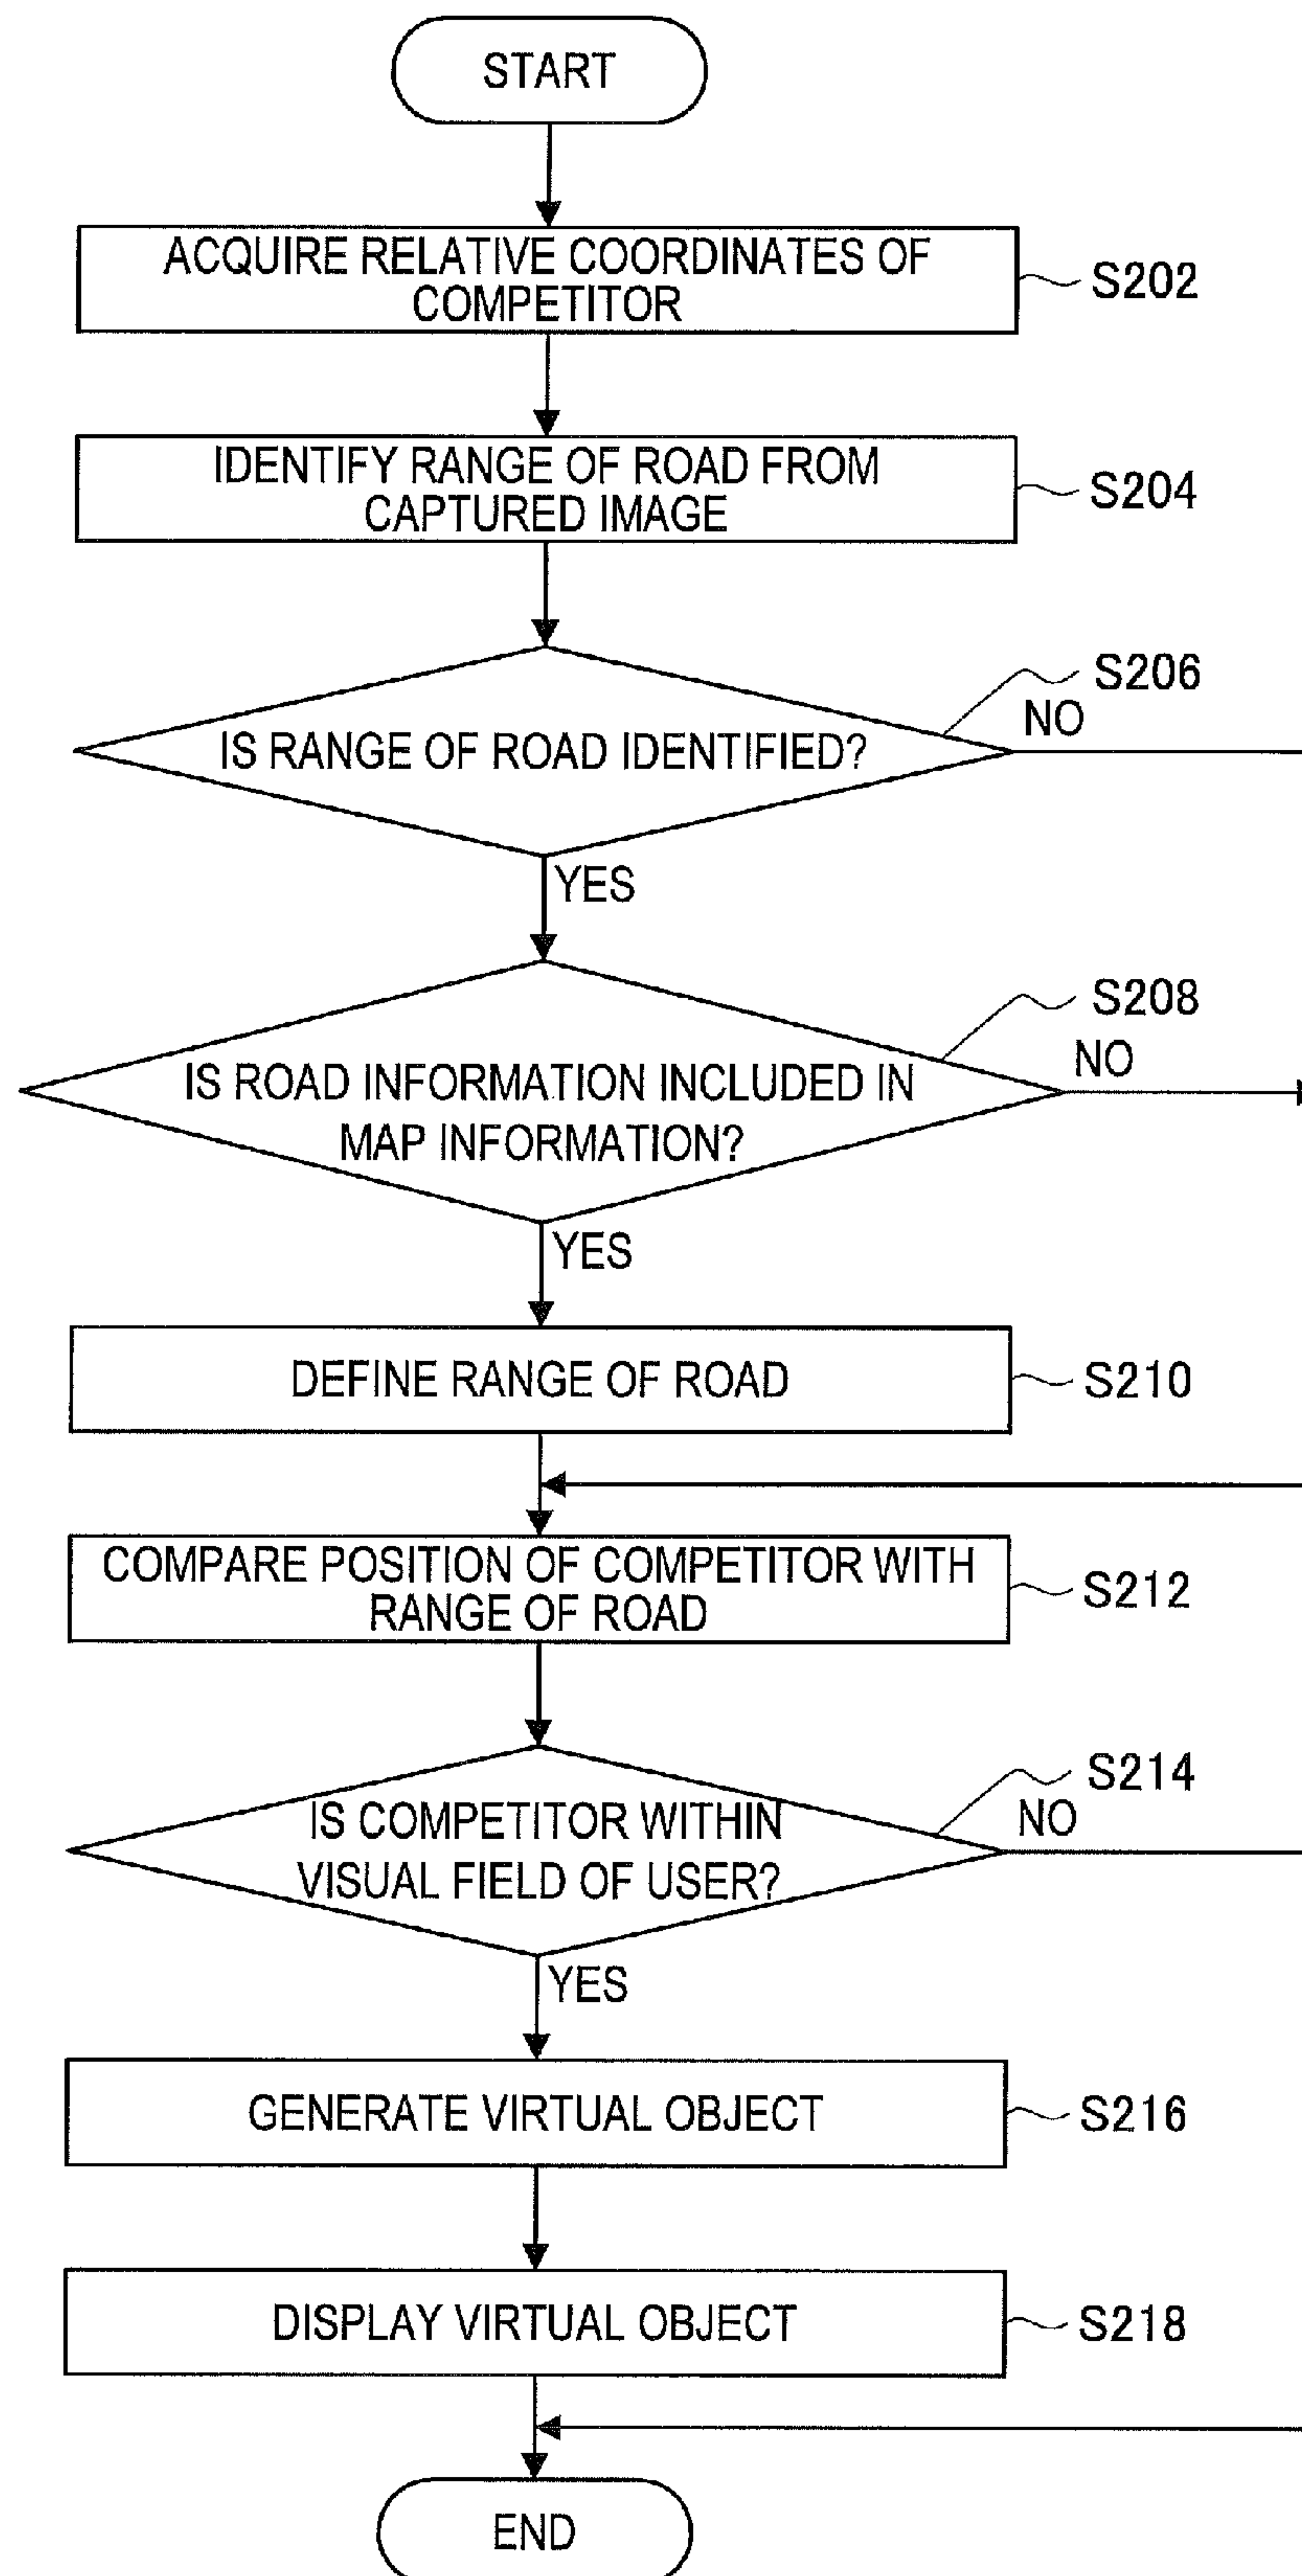 START
ACQUIRE RELATIVE COORDINATES OF
COMPETITOR
S202
IDENTIFY RANGE OF ROAD FROM
CAPTURED IMAGE
S204
S206
NO
IS RANGE OF ROAD IDENTIFIED?
YES
S208
NO
IS ROAD INFORMATION INCLUDED IN
MAP INFORMATION?
YES
DEFINE RANGE OF ROAD
S210
COMPARE POSITION OF COMPETITOR WITH
RANGE OF ROAD
S212
S214
NO
IS COMPETITOR WITHIN
VISUAL FIELD OF USER?
YES
GENERATE VIRTUAL OBJECT
S216
DISPLAY VIRTUAL OBJECT
S218
END